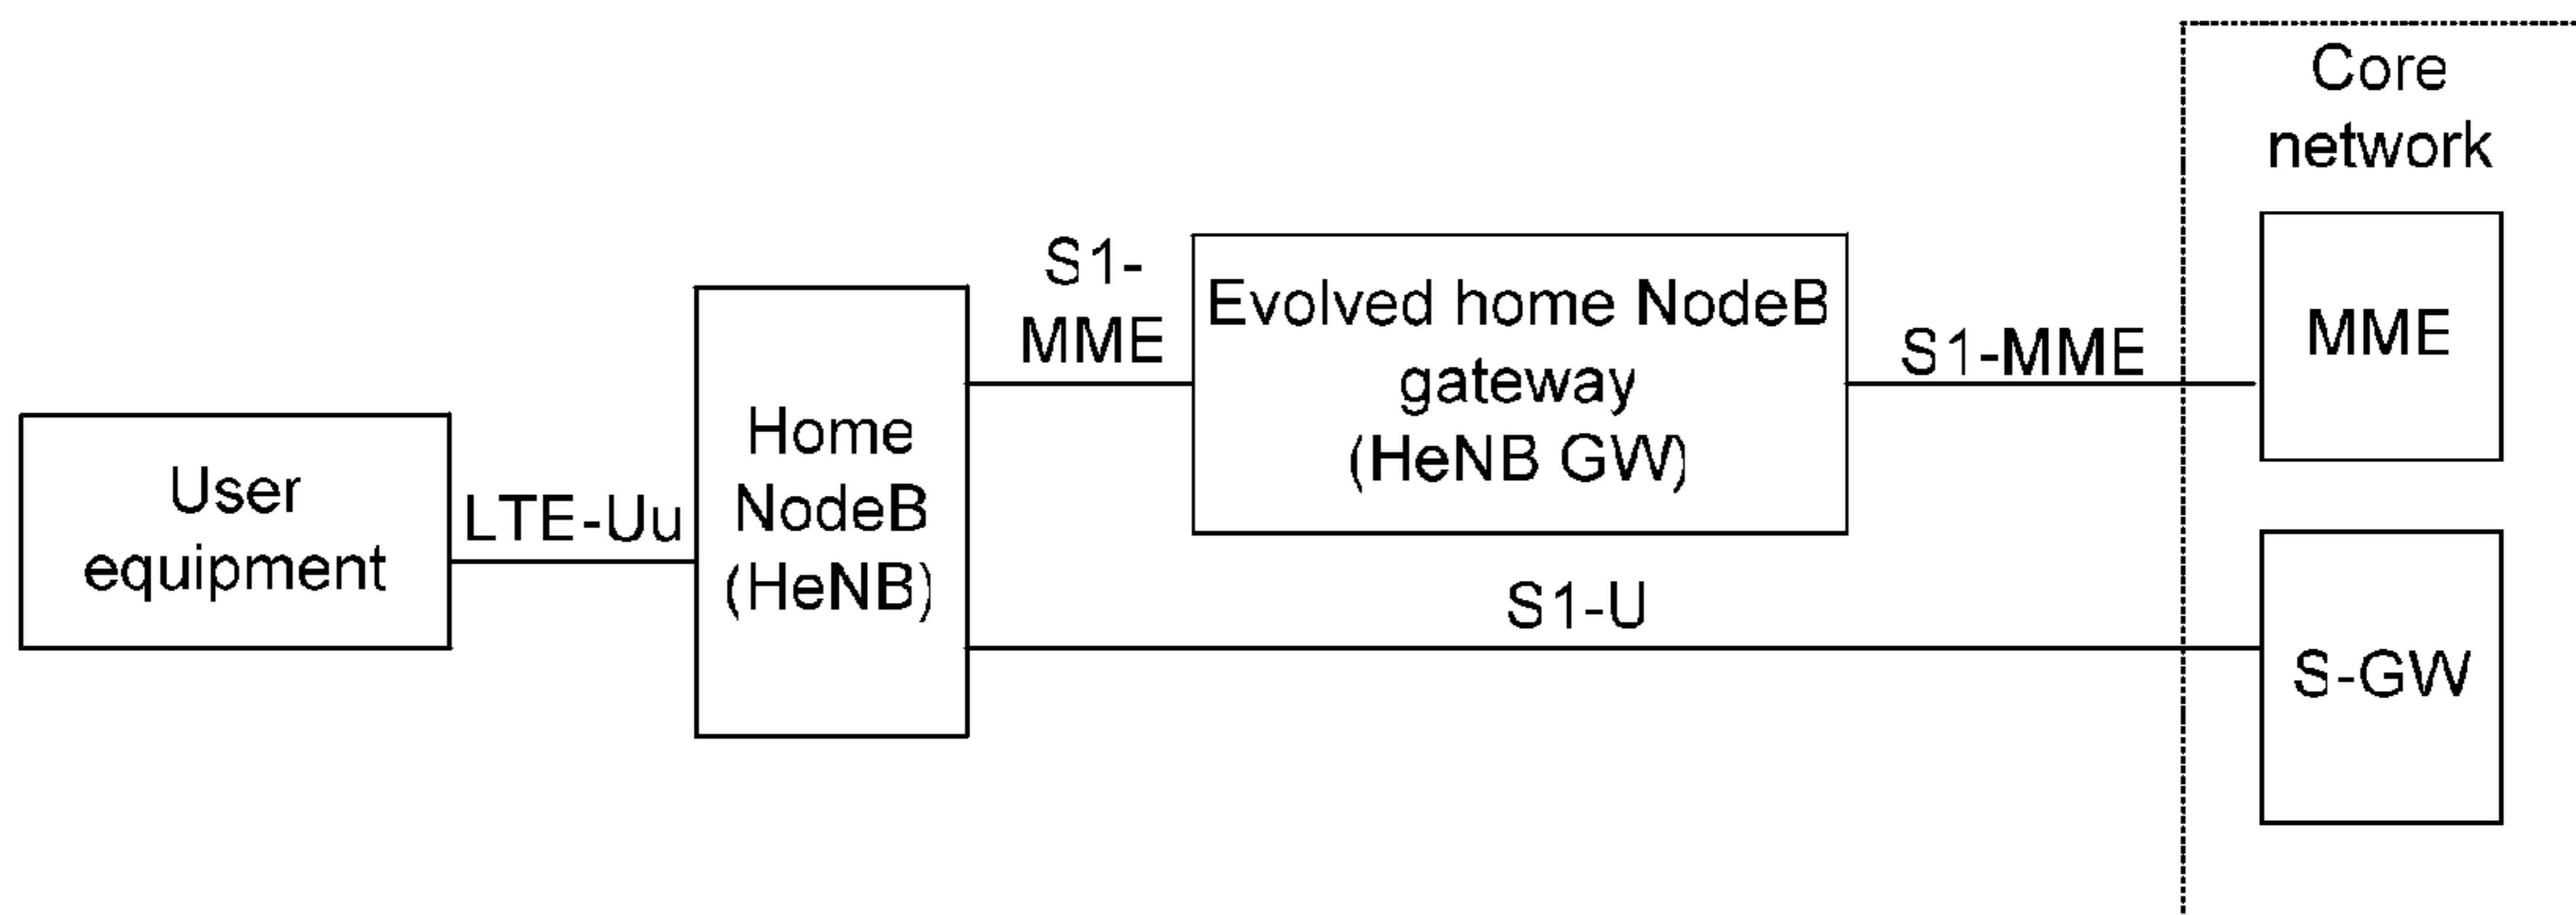 Core
network
S1-
MME
Evolved home NodeB
gateway
(HeNB GW)
S1-MME
MME
User
equipment
LTE-Uu
Home
NodeB
(HeNB)
S1-U
S-GW